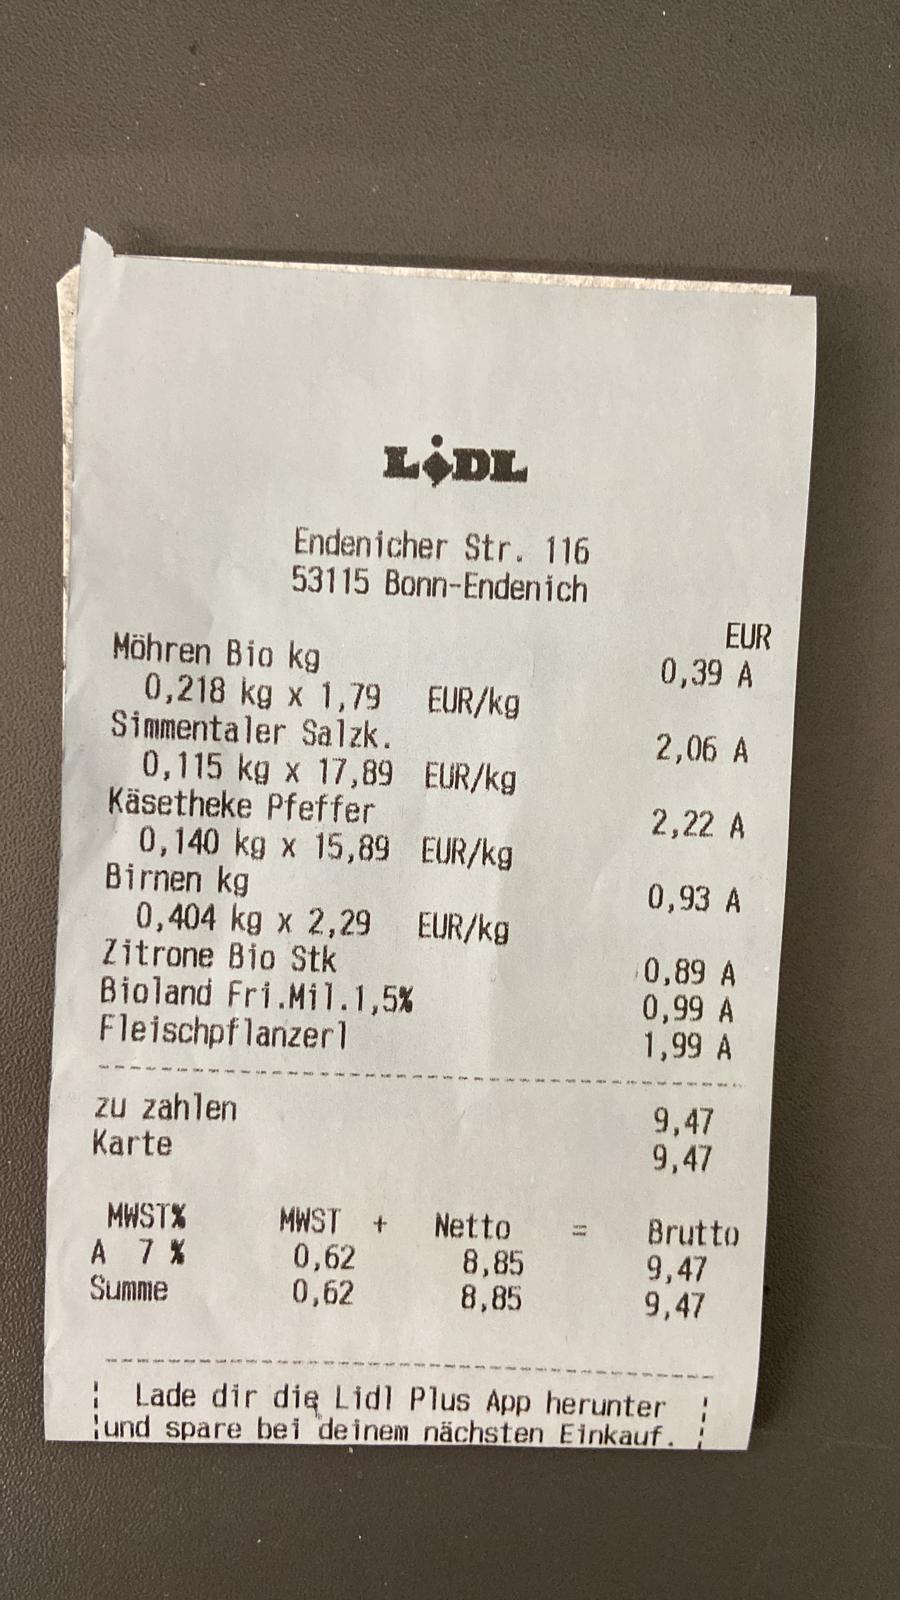 LiDL
Endenicher Str. 116
53115 Bonn-Endenich
EUR
Möhren Bio kg 0,39 A
0,218 kg x 1,79 EUR/kg
Simmentaler Salzk. 2,06 A
0,115 kg x 17,89 EUR/kg
Käsetheke Pfeffer 2,22 A
0,140 kg x 15,89 EUR/kg
Birnen kg 0,93 A
0,404 kg x 2,29 EUR/kg
Zitrone Bio Stk 0,89 A
Bioland Fri.Mil.1,5% 0,99 A
Fleischpflanzerl 1,99 A
zu zahlen 9,47
Karte 9,47
MWST% MWST + Netto = Brutto
A 7 % 0,62 8,85 9,47
Summe 0,62 8,85 9,47
Lade dir die Lidl Plus App herunter
und spare bei deinem nächsten Einkauf.